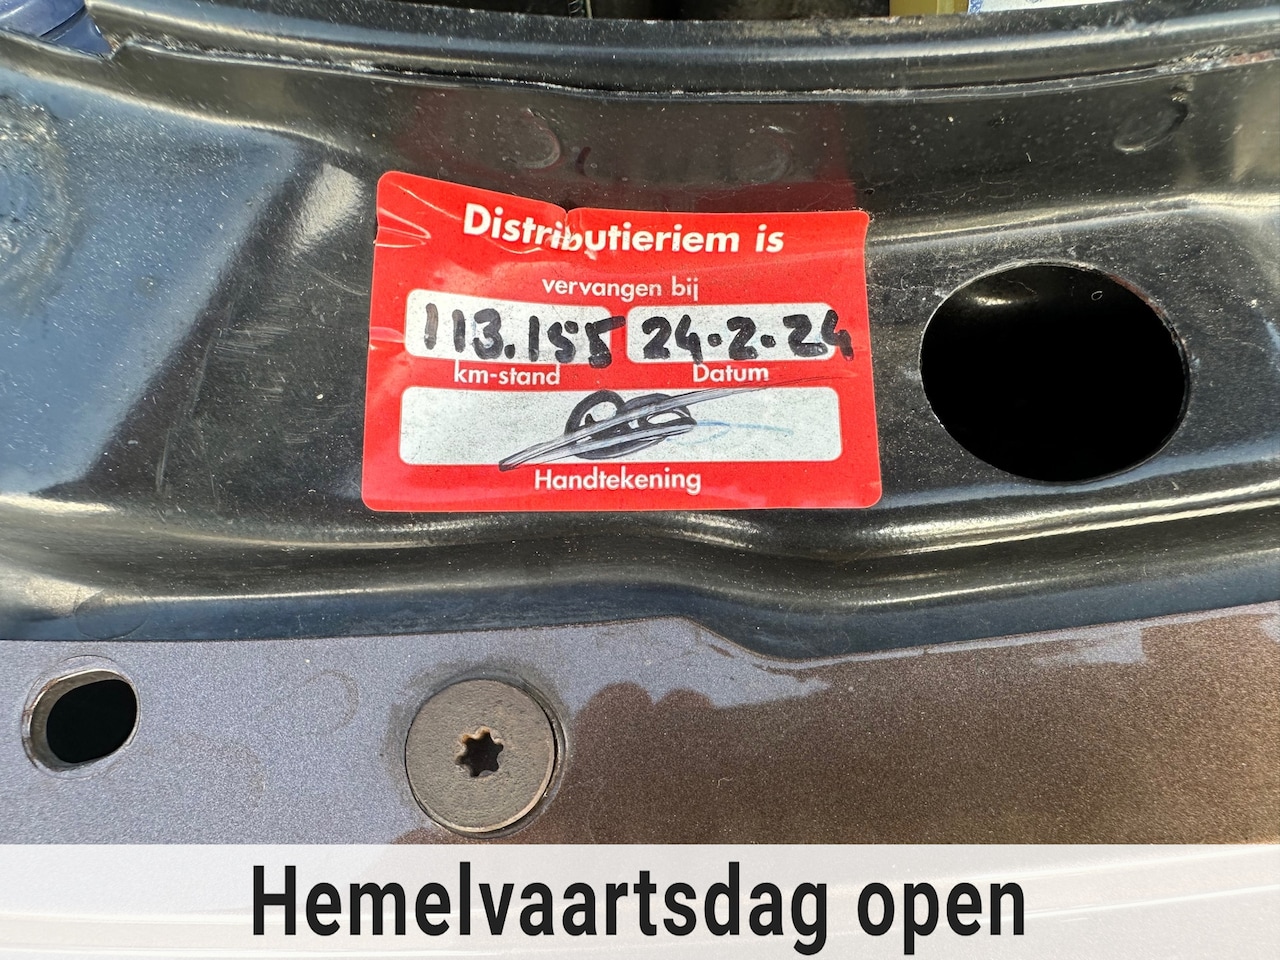 Distributieriem is
vervangen bij
113.155 24-2-24
km-stand Datum
Handtekening
Hemelvaartsdag open